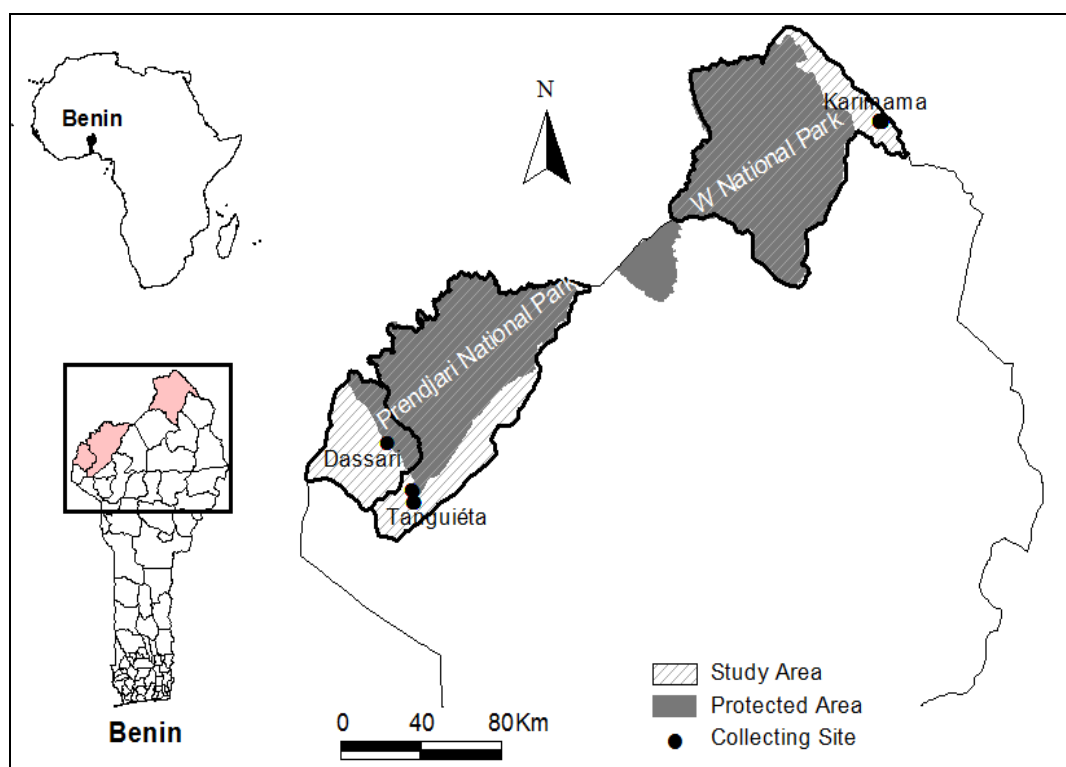 Benin
N
Karimama
W National Park
Prendjari National Park
Dassari
Tanguiéta
Benin
0 40 80Km
Study Area
Protected Area
Collecting Site